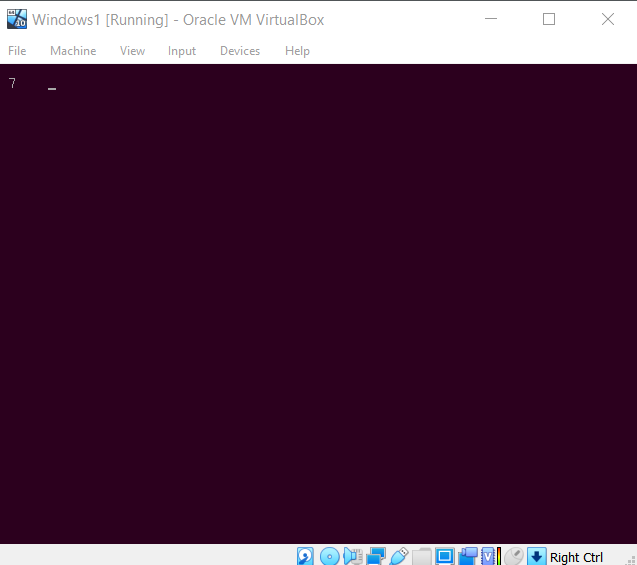 Windows1 [Running] - Oracle VM VirtualBox
File Machine View Input Devices Help
7 _
Right Ctrl